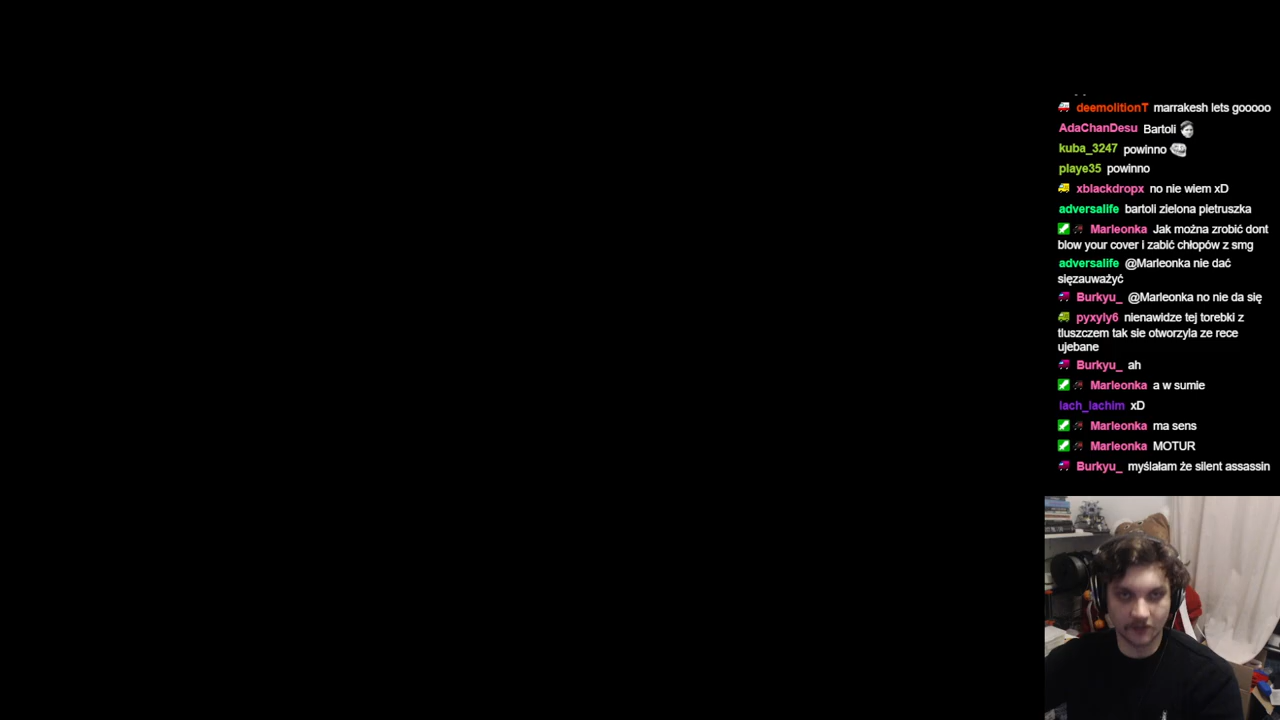 deemolitionT marrakesh lets gooooo
AdaChanDesu Bartoli
kuba_3247 powinno
playe35 powinno
xblackdropx no nie wiem xD
adversalife bartoli zielona pietruszka
Marleonka Jak można zrobić dont
blow your cover i zabić chłopów z smg
adversalife @Marleonka nie dać
sięzauważyć
Burkyu_ @Marleonka no nie da się
pyxyly6 nienawidze tej torebki z
tluszczem tak sie otworzyla ze rece
ujebane
Burkyu_ ah
Marleonka a w sumie
lach_lachim xD
Marleonka ma sens
Marleonka MOTUR
Burkyu_ myślałam że silent assassin